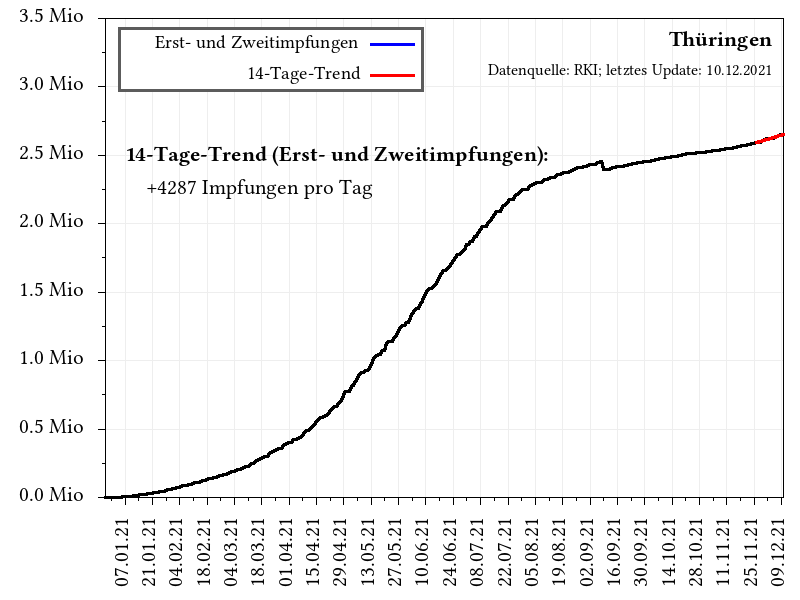 3.5 Mio
3.0 Mio
2.5 Mio
2.0 Mio
1.5 Mio
1.0 Mio
0.5 Mio
0.0 Mio
Erst- und Zweitimpfungen
14-Tage-Trend
Thüringen
Datenquelle: RKI; letztes Update: 10.12.2021
14-Tage-Trend (Erst- und Zweitimpfungen):
+4287 Impfungen pro Tag
07.01.21
21.01.21
04.02.21
18.02.21
04.03.21
18.03.21
01.04.21
15.04.21
29.04.21
13.05.21
27.05.21
10.06.21
24.06.21
08.07.21
22.07.21
05.08.21
19.08.21
02.09.21
16.09.21
30.09.21
14.10.21
28.10.21
11.11.21
25.11.21
09.12.21